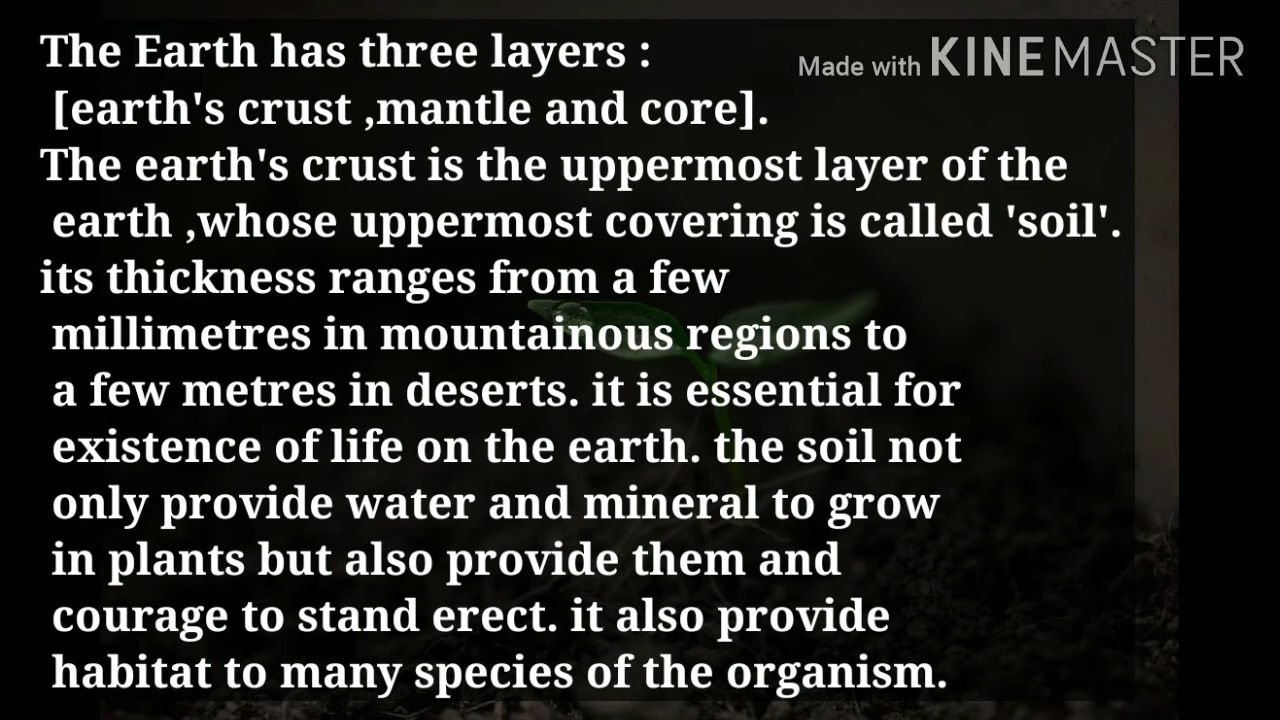 The Earth has three layers :
Made with KINEMASTER
[earth's crust ,mantle and core].
The earth's crust is the uppermost layer of the
earth ,whose uppermost covering is called 'soil'.
its thickness ranges from a few
millimetres in mountainous regions to
a few metres in deserts. it is essential for
existence of life on the earth. the soil not
only provide water and mineral to grow
in plants but also provide them and
courage to stand erect. it also provide
habitat to many species of the organism.